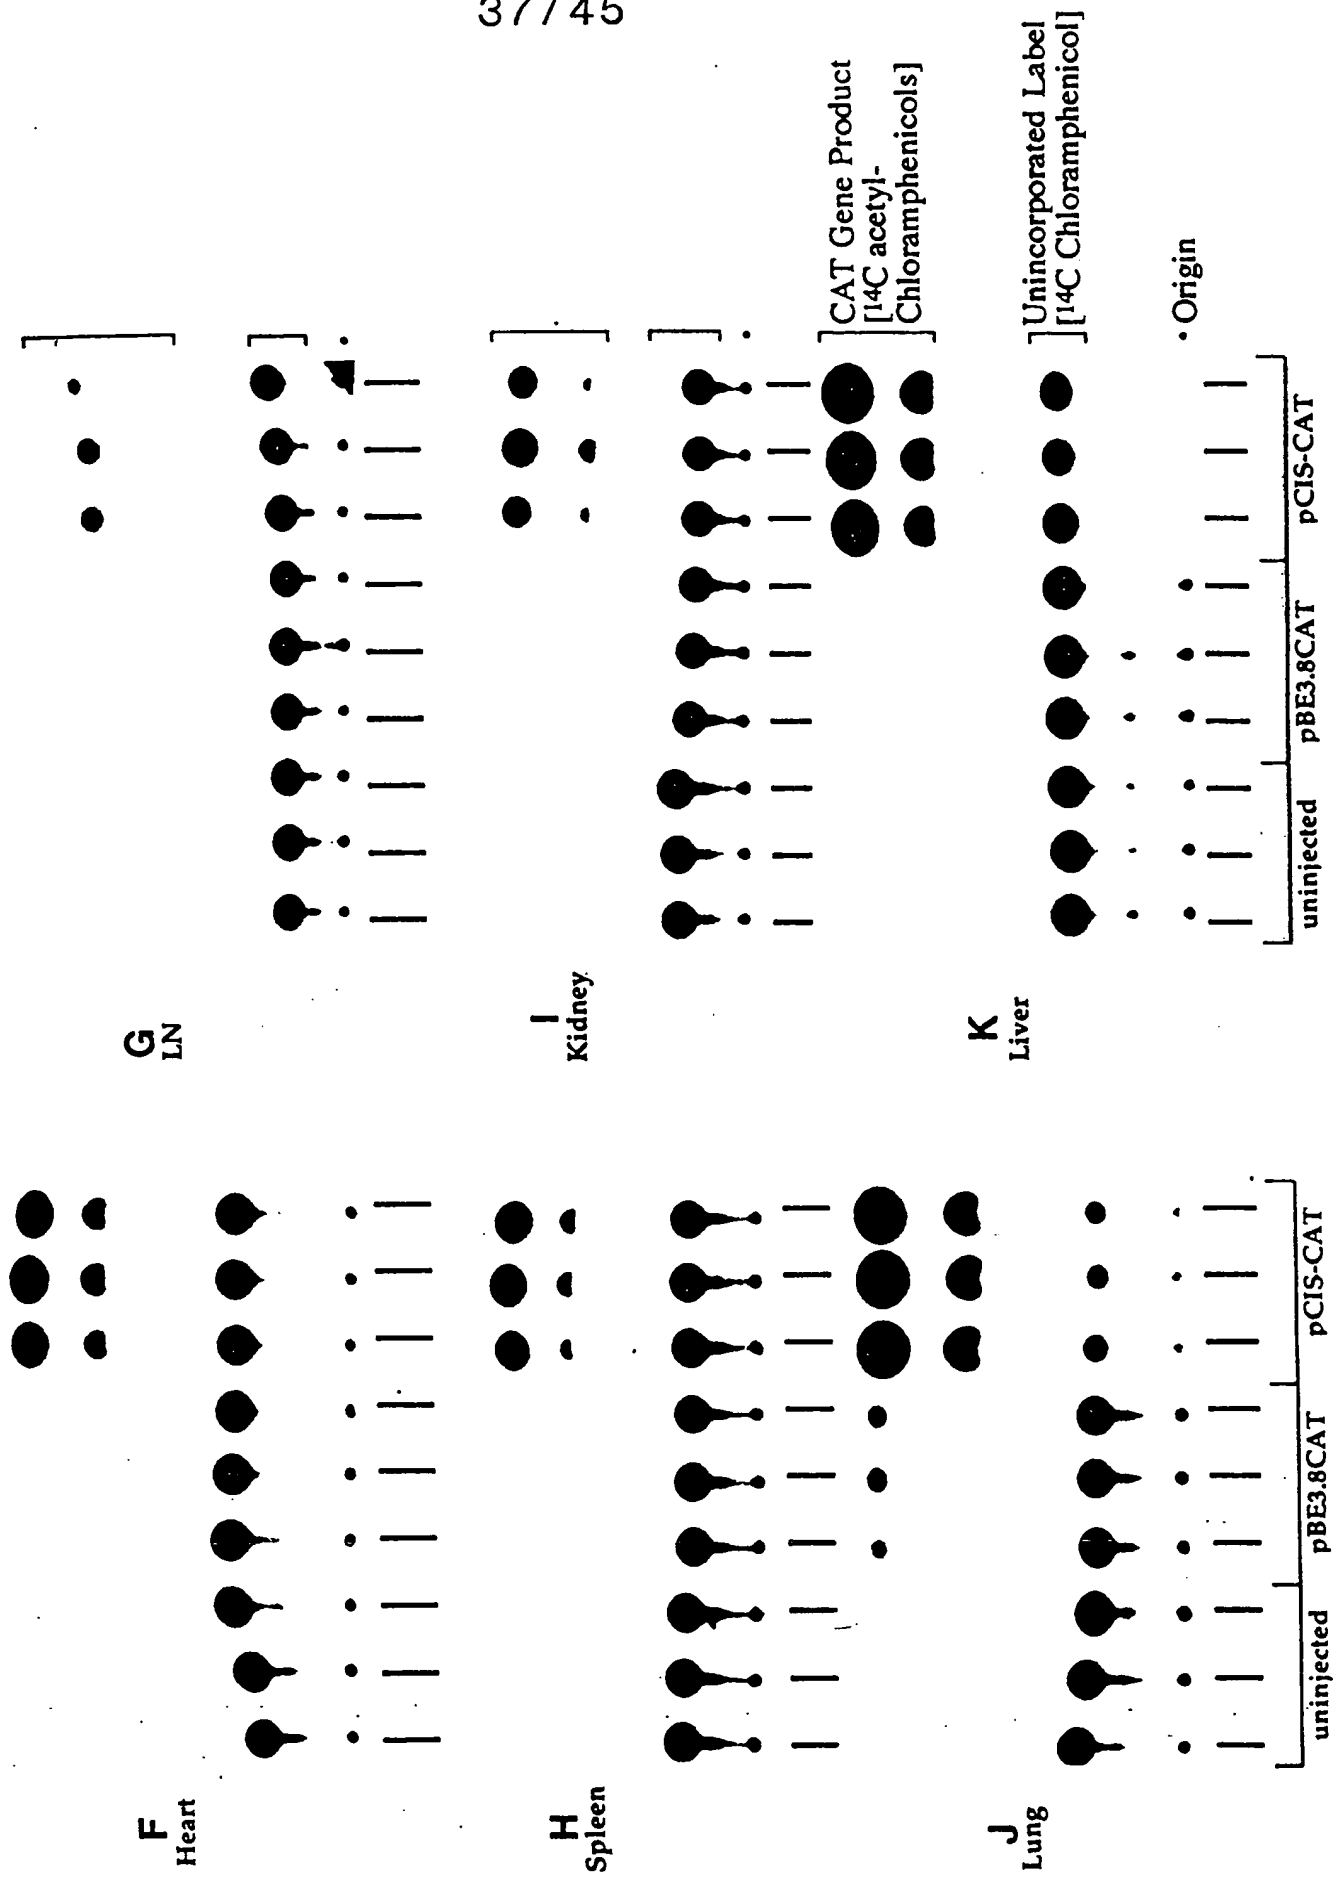 37/45
F
Heart
G
LN
H
Spleen
I
Kidney
J
Lung
K
Liver
CAT Gene Product
[14C acetyl-
Chloramphenicols]
Unincorporated Label
[14C Chloramphenicol]
Origin
uninjected
pBE3.8CAT
pCIS-CAT
uninjected
pBE3.8CAT
pCIS-CAT